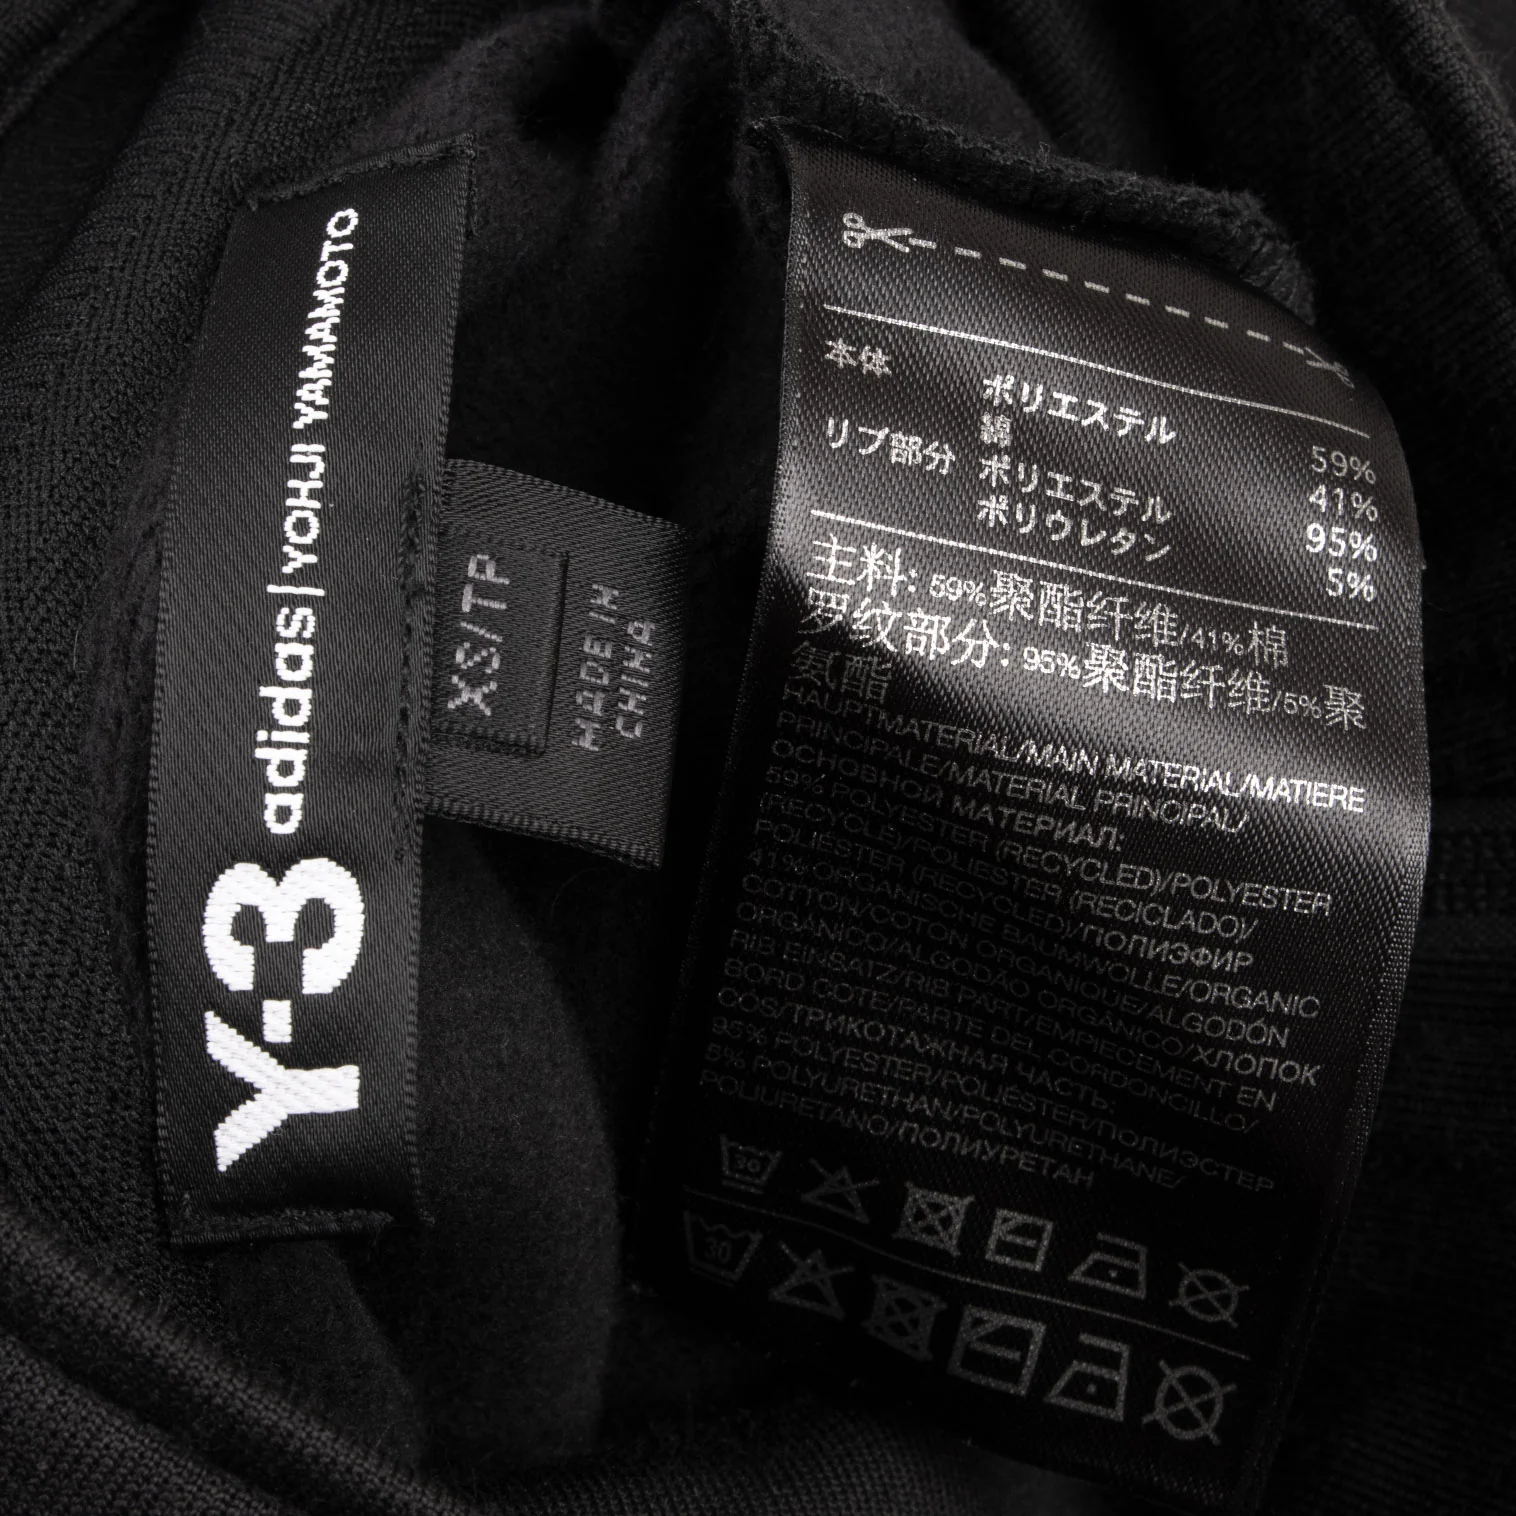 Y-3 adidas | YOHJI YAMAMOTO
XS/TP
MADE IN
CHINA
本体 ポリエステル 59%
綿 41%
リブ部分 ポリエステル 95%
ポリウレタン 5%
主料: 59%聚酯纤维/41%棉
罗纹部分: 95%聚酯纤维/5%聚
氨酯
HAUPTMATERIAL/MAIN MATERIAL/MATIERE
PRINCIPALE/MATERIAL PRINCIPAL/
ОСНОВНОЙ МАТЕРИАЛ:
59% POLYESTER (RECYCLED)/POLYESTER
(RECYCLE)/POLIÉSTER (RECICLADO)/
POLIÉSTER (RECYCLED)/ПОЛИЭФИР
41% ORGANISCHE BAUMWOLLE/ORGANIC
COTTON/COTON ORGANIQUE/ALGODÓN
ORGÁNICO/ALGODÃO ORGÂNICO/ХЛОПОК
RIB EINSATZ/RIB PART/EMPIECEMENT EN
BORD COTE/PARTE DEL CORDONCILLO/
COS/ТРИКОТАЖНАЯ ЧАСТЬ:
95% POLYESTER/POLIÉSTER/ПОЛИЭСТЕР
5% POLYURETHAN/POLYURETHANE/
POLIURETANO/ПОЛИУРЕТАН
30
30